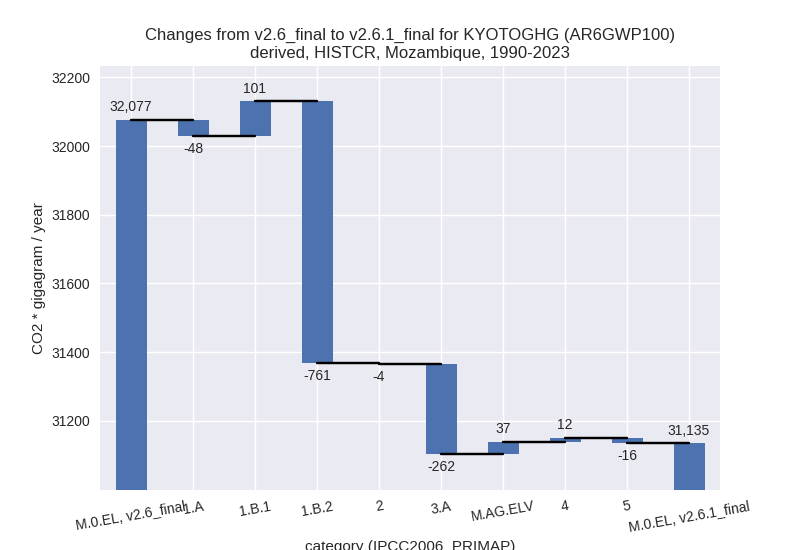 Changes from v2.6_final to v2.6.1_final for KYOTOGHG (AR6GWP100)
derived, HISTCR, Mozambique, 1990-2023
CO2 * gigagram / year
32200
32000
31800
31600
31400
31200
32,077
-48
101
-761
-4
-262
37
12
-16
31,135
M.0.EL, v2.6_final
1.A
1.B.1
1.B.2
2
3.A
M.AG.ELV
4
5
M.0.EL, v2.6.1_final
category (IPCC2006_PRIMAP)